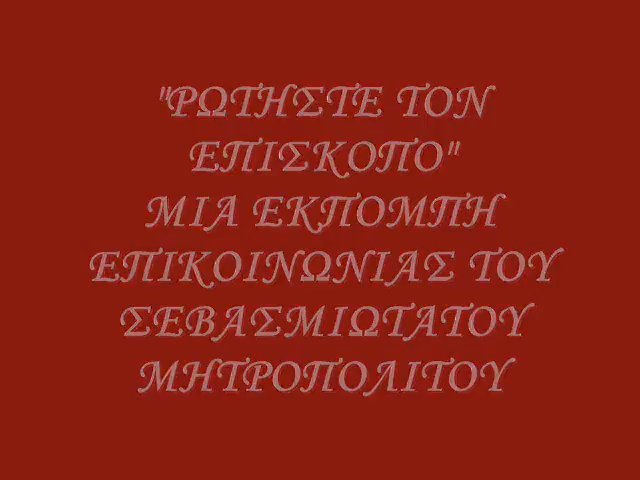 "ΡΩΤΗΣΤΕ ΤΟΝ
ΕΠΙΣΚΟΠΟ"
ΜΙΑ ΕΚΠΟΜΠΗ
ΕΠΙΚΟΙΝΩΝΙΑΣ ΤΟΥ
ΣΕΒΑΣΜΙΩΤΑΤΟΥ
ΜΗΤΡΟΠΟΛΙΤΟΥ